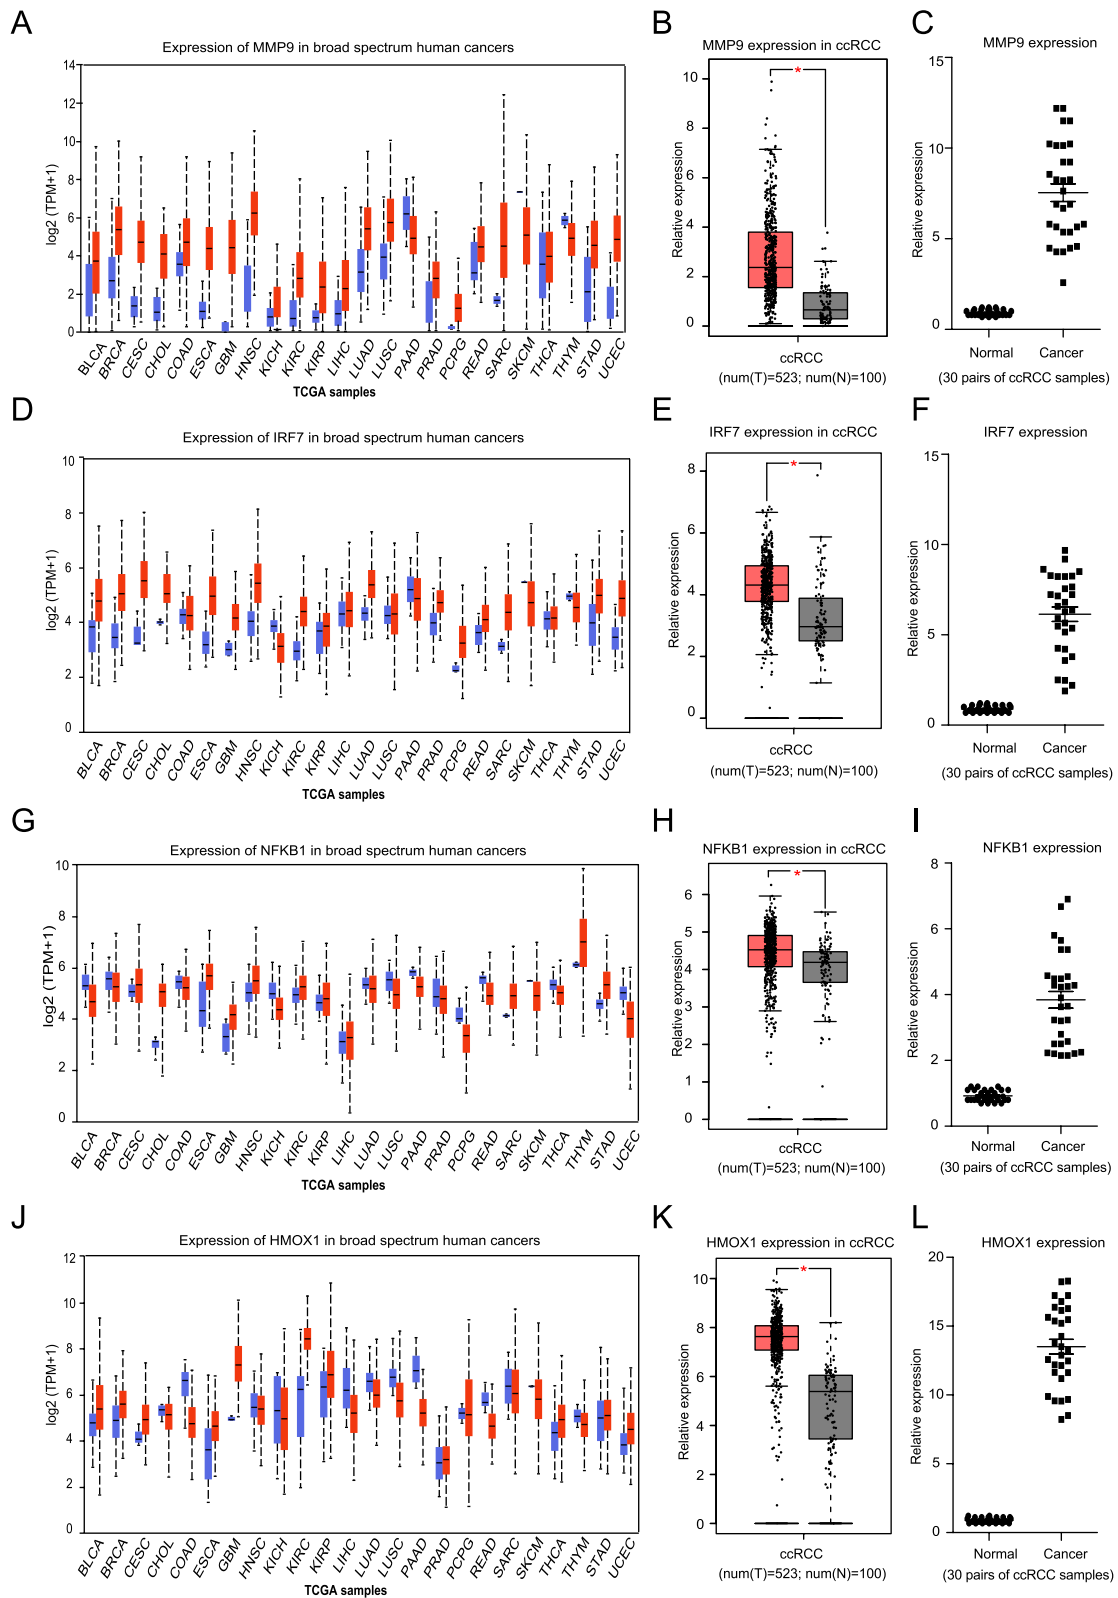 A
Expression of MMP9 in broad spectrum human cancers
log2 (TPM+1)
14
12
10
8
6
4
2
0
BLCA BRCA CESC CHOL COAD ESCA GBM HNSC KICH KIRC KIRP LIHC LUAD LUSC PAAD PRAD PCPG READ SARC SKCM THCA THYM STAD UCEC
TCGA samples
B
MMP9 expression in ccRCC
*
Relative expression
10
8
6
4
2
0
ccRCC
(num(T)=523; num(N)=100)
C
MMP9 expression
Relative expression
15
10
5
0
Normal Cancer
(30 pairs of ccRCC samples)
D
Expression of IRF7 in broad spectrum human cancers
log2 (TPM+1)
10
8
6
4
2
0
BLCA BRCA CESC CHOL COAD ESCA GBM HNSC KICH KIRC KIRP LIHC LUAD LUSC PAAD PRAD PCPG READ SARC SKCM THCA THYM STAD UCEC
TCGA samples
E
IRF7 expression in ccRCC
*
Relative expression
8
6
4
2
0
ccRCC
(num(T)=523; num(N)=100)
F
IRF7 expression
Relative expression
15
10
5
0
Normal Cancer
(30 pairs of ccRCC samples)
G
Expression of NFKB1 in broad spectrum human cancers
log2 (TPM+1)
10
8
6
4
2
0
BLCA BRCA CESC CHOL COAD ESCA GBM HNSC KICH KIRC KIRP LIHC LUAD LUSC PAAD PRAD PCPG READ SARC SKCM THCA THYM STAD UCEC
TCGA samples
H
NFKB1 expression in ccRCC
*
Relative expression
6
5
4
3
2
1
0
ccRCC
(num(T)=523; num(N)=100)
I
NFKB1 expression
Relative expression
8
6
4
2
0
Normal Cancer
(30 pairs of ccRCC samples)
J
Expression of HMOX1 in broad spectrum human cancers
log2 (TPM+1)
12
10
8
6
4
2
0
BLCA BRCA CESC CHOL COAD ESCA GBM HNSC KICH KIRC KIRP LIHC LUAD LUSC PAAD PRAD PCPG READ SARC SKCM THCA THYM STAD UCEC
TCGA samples
K
HMOX1 expression in ccRCC
*
Relative expression
10
8
6
4
2
0
ccRCC
(num(T)=523; num(N)=100)
L
HMOX1 expression
Relative expression
20
15
10
5
0
Normal Cancer
(30 pairs of ccRCC samples)